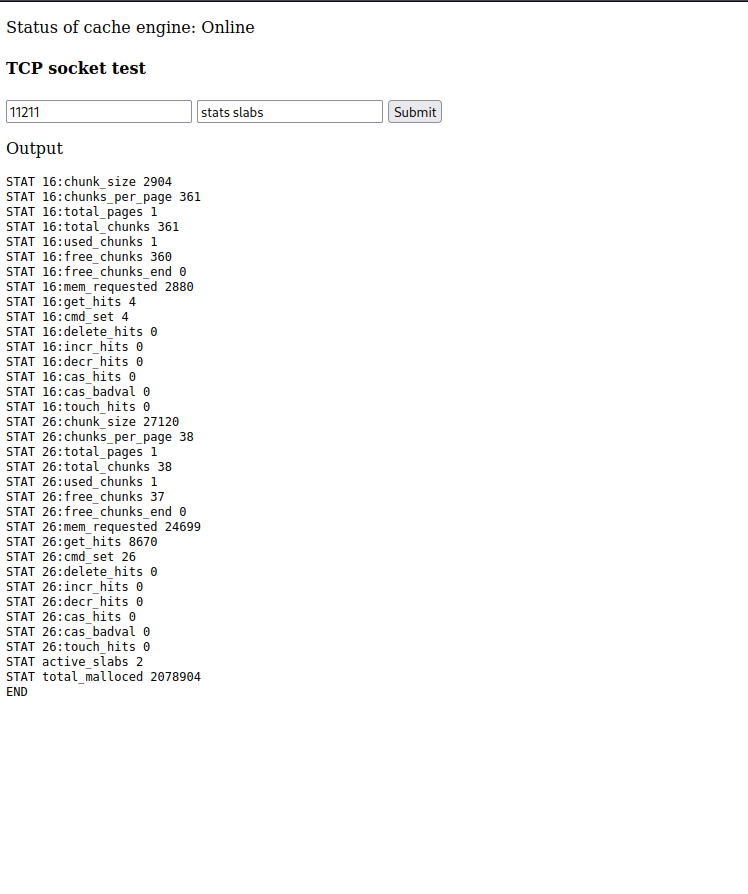 Status of cache engine: Online
TCP socket test
11211 stats slabs Submit
Output
STAT 16:chunk_size 2904
STAT 16:chunks_per_page 361
STAT 16:total_pages 1
STAT 16:total_chunks 361
STAT 16:used_chunks 1
STAT 16:free_chunks 360
STAT 16:free_chunks_end 0
STAT 16:mem_requested 2880
STAT 16:get_hits 4
STAT 16:cmd_set 4
STAT 16:delete_hits 0
STAT 16:incr_hits 0
STAT 16:decr_hits 0
STAT 16:cas_hits 0
STAT 16:cas_badval 0
STAT 16:touch_hits 0
STAT 26:chunk_size 27120
STAT 26:chunks_per_page 38
STAT 26:total_pages 1
STAT 26:total_chunks 38
STAT 26:used_chunks 1
STAT 26:free_chunks 37
STAT 26:free_chunks_end 0
STAT 26:mem_requested 24699
STAT 26:get_hits 8670
STAT 26:cmd_set 26
STAT 26:delete_hits 0
STAT 26:incr_hits 0
STAT 26:decr_hits 0
STAT 26:cas_hits 0
STAT 26:cas_badval 0
STAT 26:touch_hits 0
STAT active_slabs 2
STAT total_malloced 2078904
END